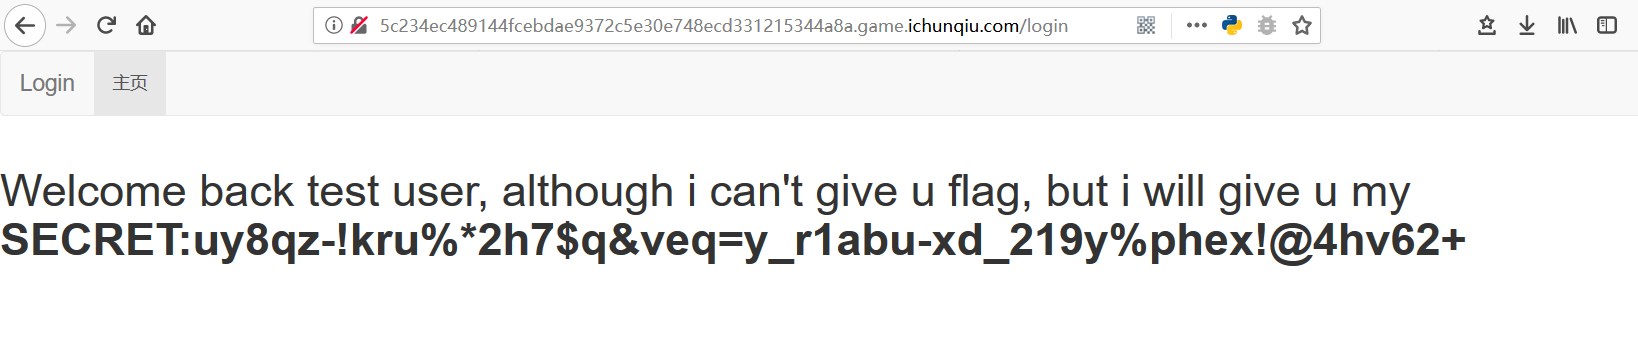 5c234ec489144fcebdae9372c5e30e748ecd331215344a8a.game.ichunqiu.com/login
Login 主页
Welcome back test user, although i can't give u flag, but i will give u my
SECRET:uy8qz-!kru%*2h7$q&veq=y_r1abu-xd_219y%phex!@4hv62+